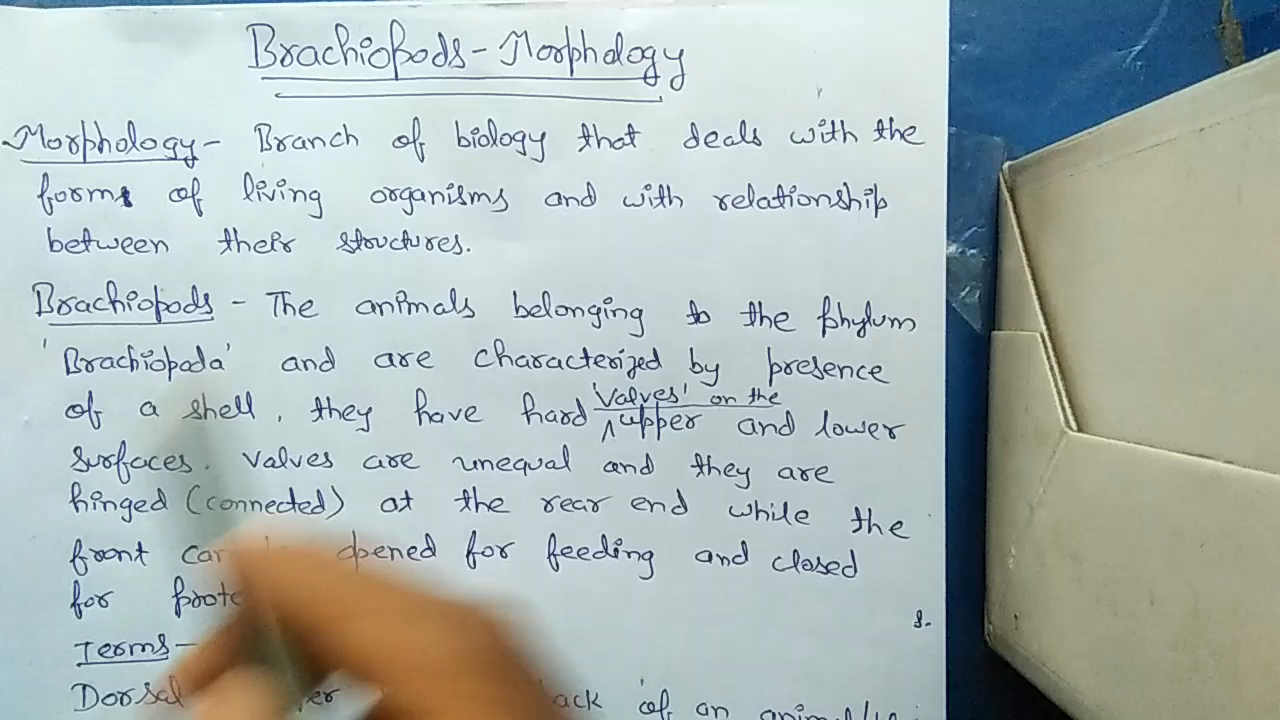 Brachiopods - Morphology
Morphology - Branch of biology that deals with the
forms of living organisms and with relationship
between their structures.
Brachiopods - The animals belonging to the phylum
'Brachiopoda' and are characterized by presence
of a shell, they have hard 'valves' on the upper and lower
surfaces. Valves are unequal and they are
hinged (connected) at the rear end while the
front can opened for feeding and closed
for
Terms -
Dorsal of an